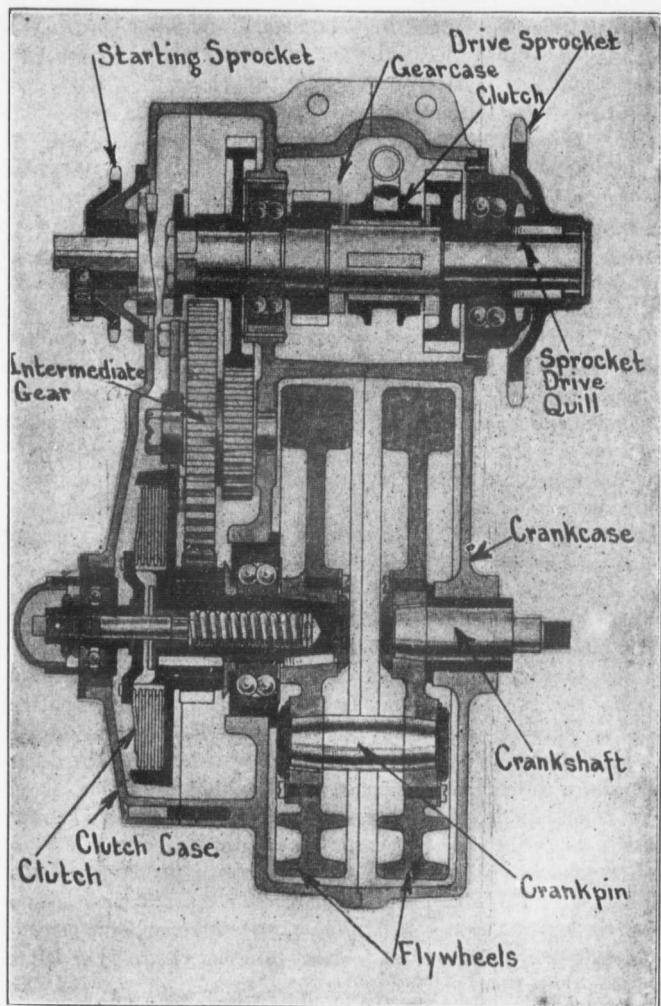 Starting Sprocket
Drive Sprocket
Gearcase
Clutch
Intermediate
Gear
Sprocket
Drive
Quill
Crankcase
Crankshaft
Clutch Case
Clutch
Crankpin
Flywheels